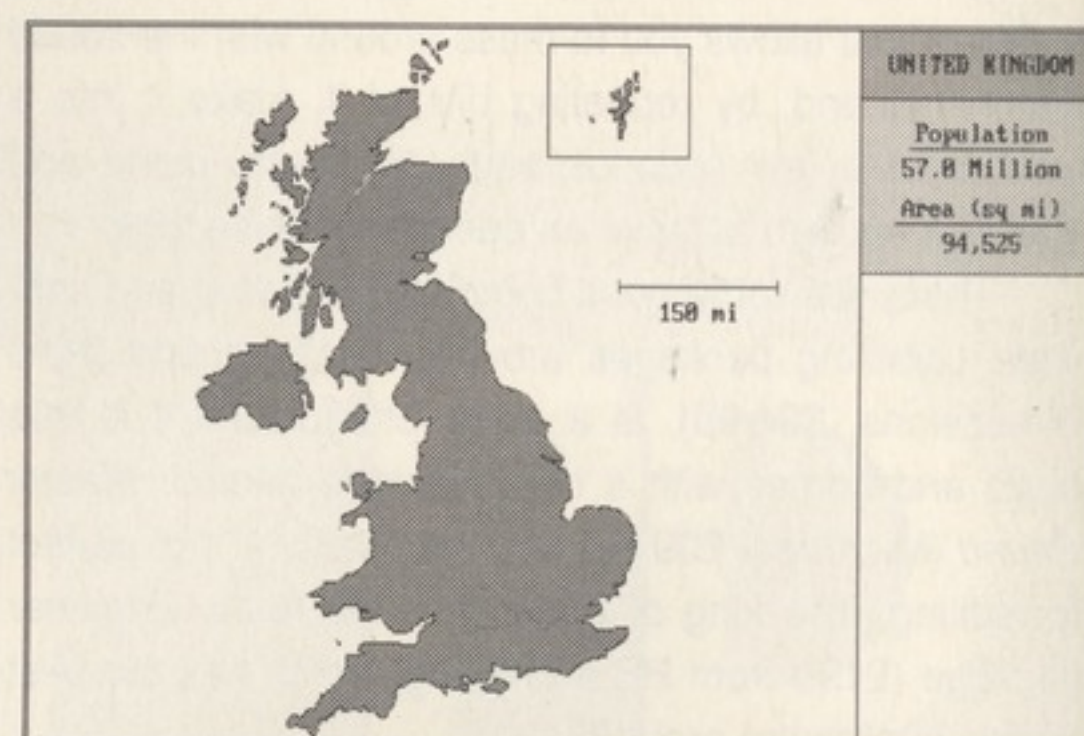 UNITED KINGDOM
Population
57.0 Million
Area (sq mi)
94,525
150 mi